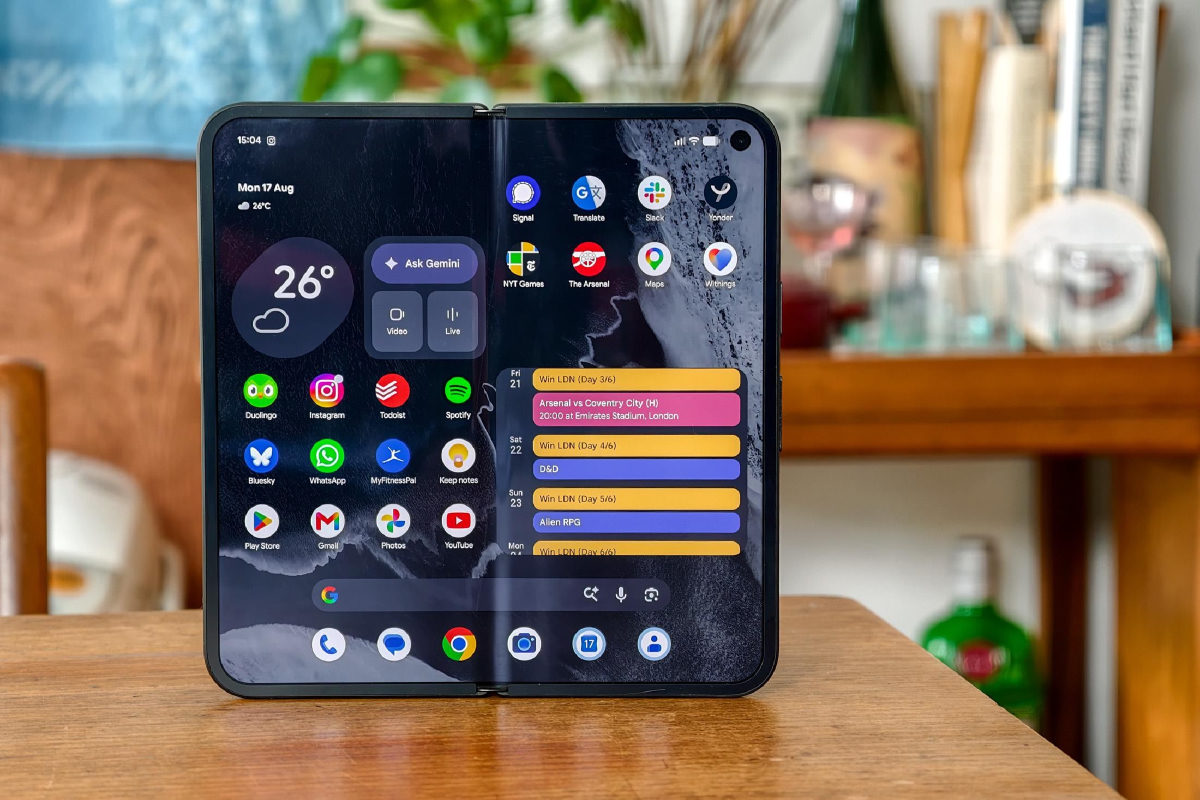 15:04
Mon 17 Aug
26°C
26°
Ask Gemini
Video
Live
Signal
Translate
Slack
Yonder
NYT Games
The Arsenal
Maps
Withings
Duolingo
Instagram
Todoist
Spotify
Bluesky
WhatsApp
MyFitnessPal
Keep notes
Play Store
Gmail
Photos
YouTube
Fri
21
Win LDN (Day 3/6)
Arsenal vs Coventry City (H)
20:00 at Emirates Stadium, London
Sat
22
Win LDN (Day 4/6)
D&D
Sun
23
Win LDN (Day 5/6)
Alien RPG
Mon
Win LDN (Day 6/6)
17